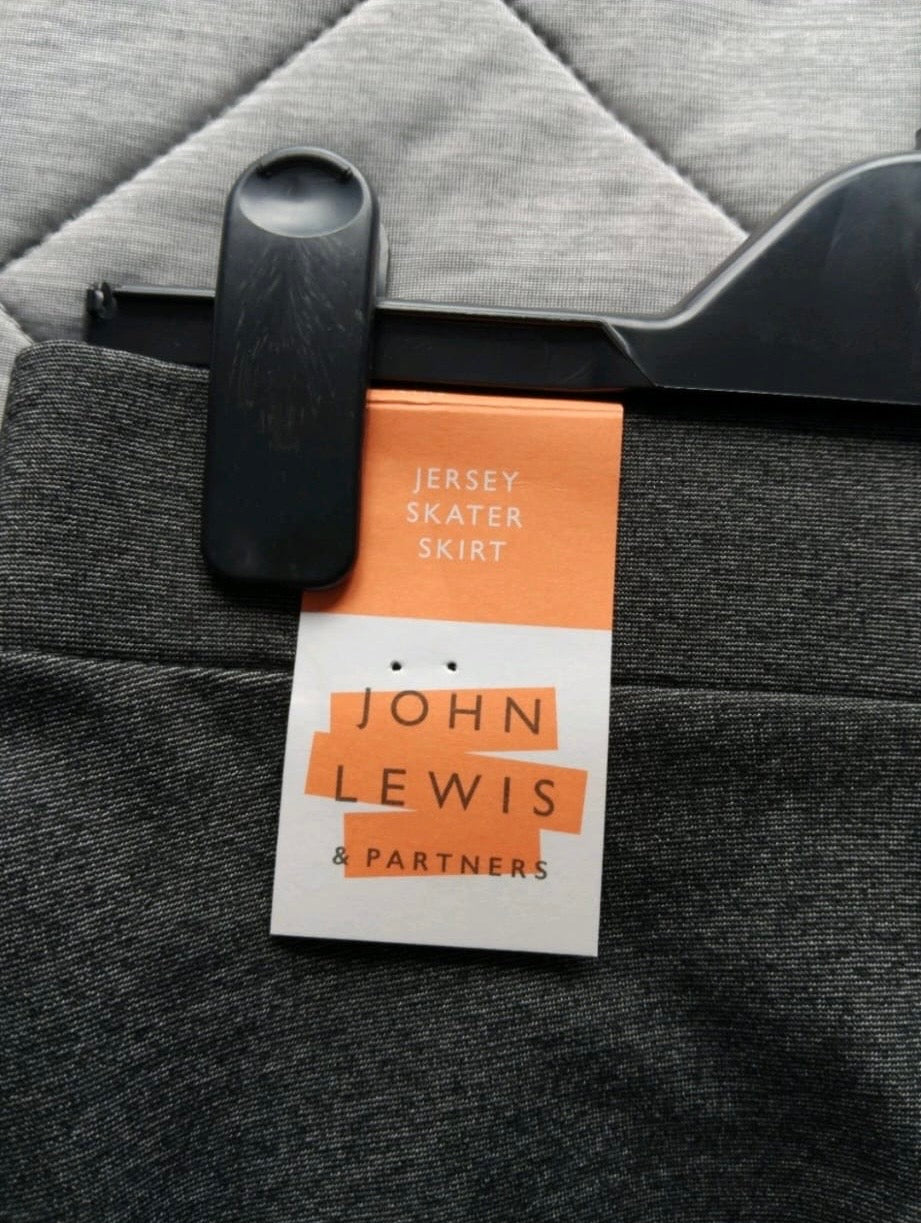 JERSEY
SKATER
SKIRT
JOHN
LEWIS
& PARTNERS